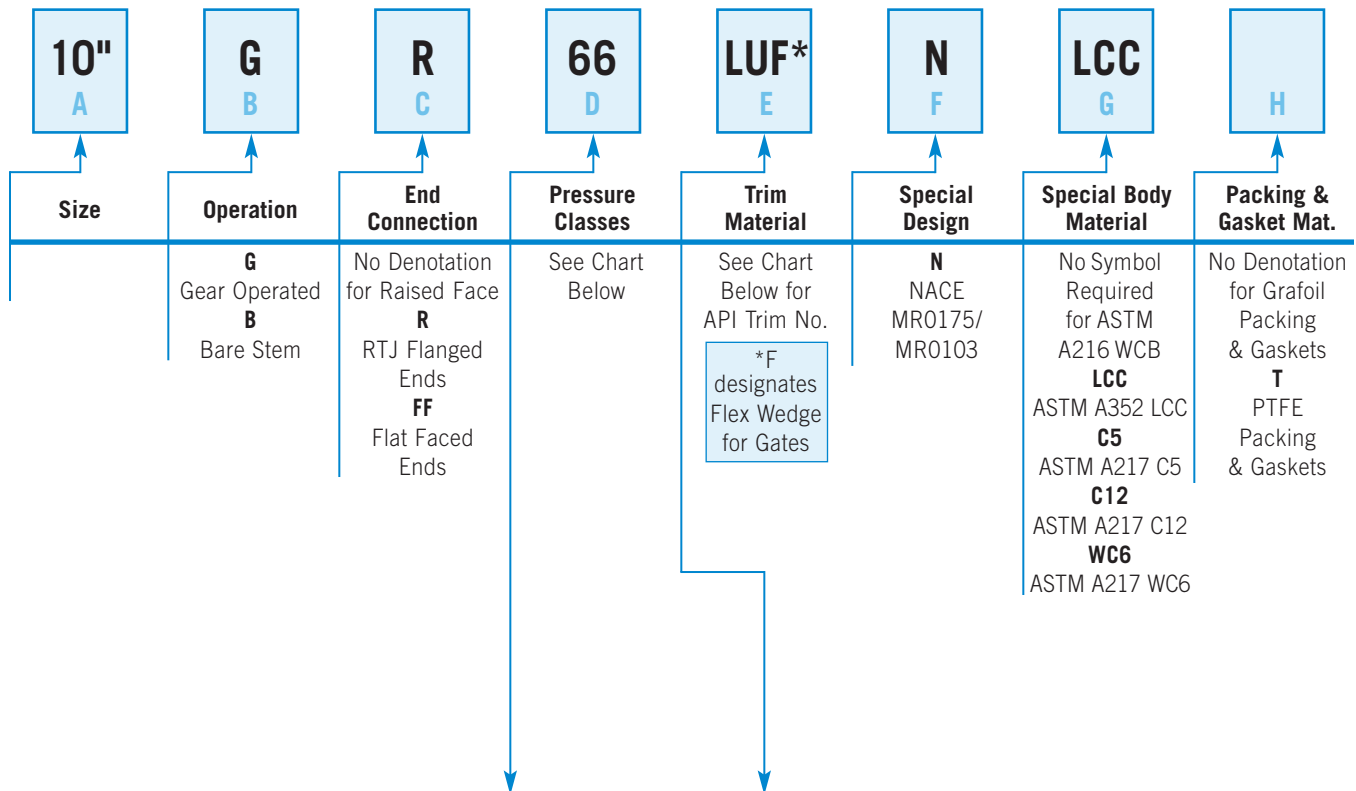 10" G R 66 LUF* N LCC
A B C D E F G H
Size
Operation
End
Connection
Pressure
Classes
Trim
Material
Special
Design
Special Body
Material
Packing &
Gasket Mat.
G
Gear Operated
B
Bare Stem
No Denotation
for Raised Face
R
RTJ Flanged
Ends
FF
Flat Faced
Ends
See Chart
Below
See Chart
Below for
API Trim No.
*F
designates
Flex Wedge
for Gates
N
NACE
MR0175/
MR0103
No Symbol
Required
for ASTM
A216 WCB
LCC
ASTM A352 LCC
C5
ASTM A217 C5
C12
ASTM A217 C12
WC6
ASTM A217 WC6
No Denotation
for Grafoil
Packing
& Gaskets
T
PTFE
Packing
& Gaskets